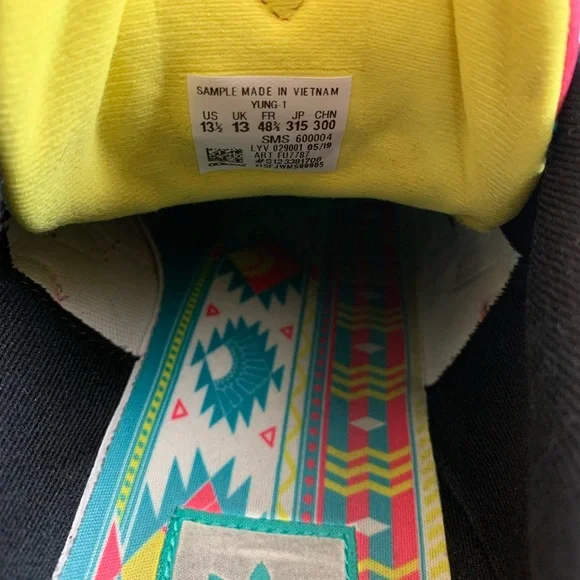 SAMPLE MADE IN VIETNAM
YUNG-1
US UK FR JP CHN
13½ 13 48⅔ 315 300
SMS 600004
LYV 029001 05/19
ART FU7787